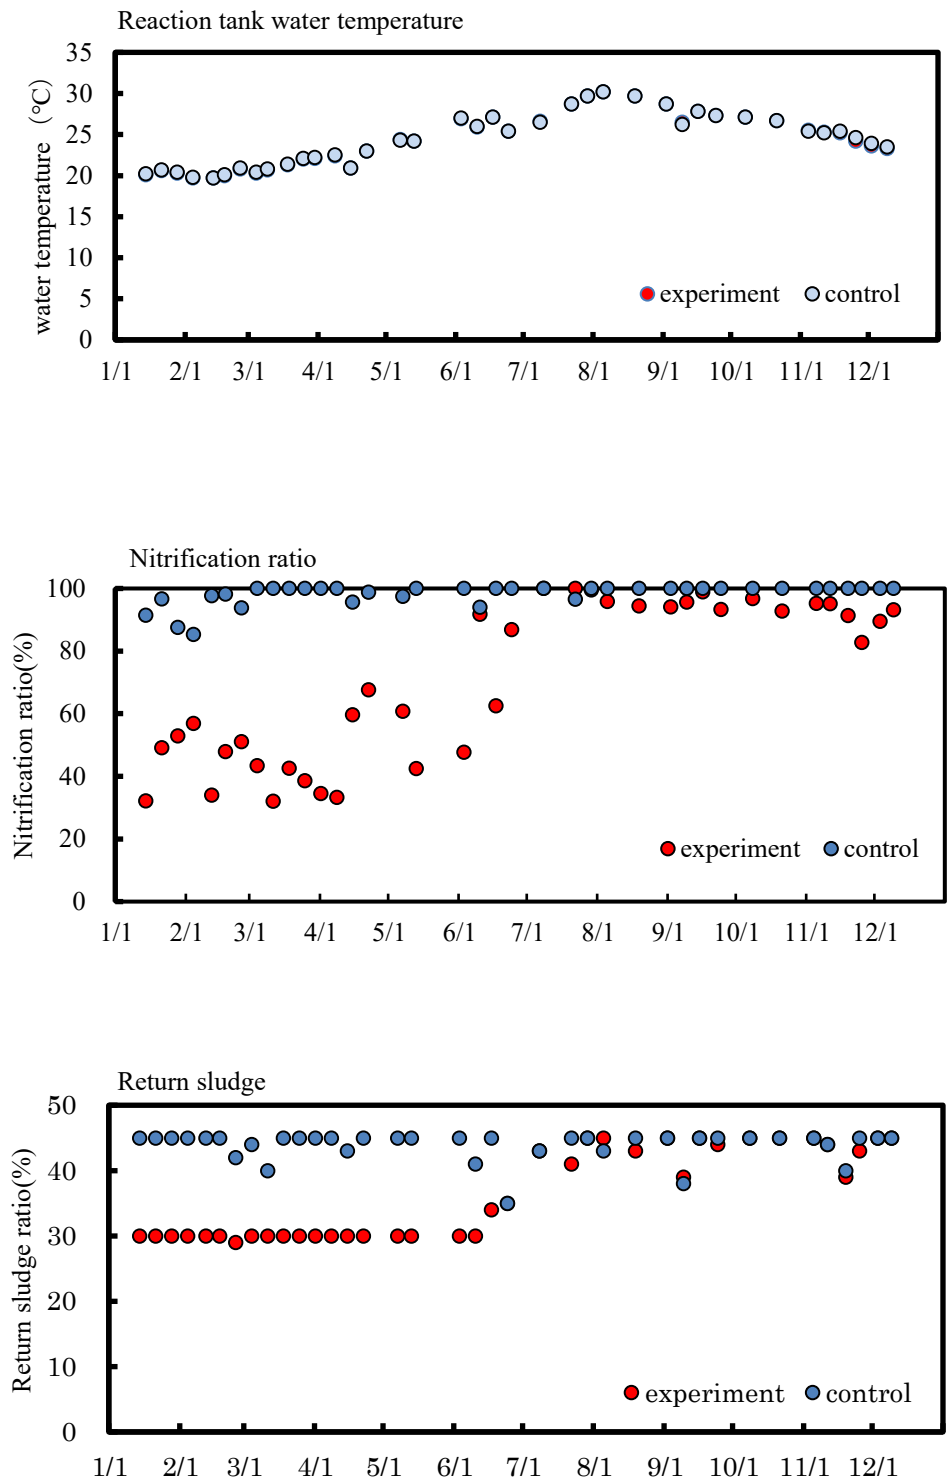 Reaction tank water temperature
water temperature (°C)
35
30
25
20
15
10
5
0
experiment control
1/1 2/1 3/1 4/1 5/1 6/1 7/1 8/1 9/1 10/1 11/1 12/1
Nitrification ratio
Nitrification ratio(%)
100
80
60
40
20
0
experiment control
1/1 2/1 3/1 4/1 5/1 6/1 7/1 8/1 9/1 10/1 11/1 12/1
Return sludge
Return sludge ratio(%)
50
40
30
20
10
0
experiment control
1/1 2/1 3/1 4/1 5/1 6/1 7/1 8/1 9/1 10/1 11/1 12/1